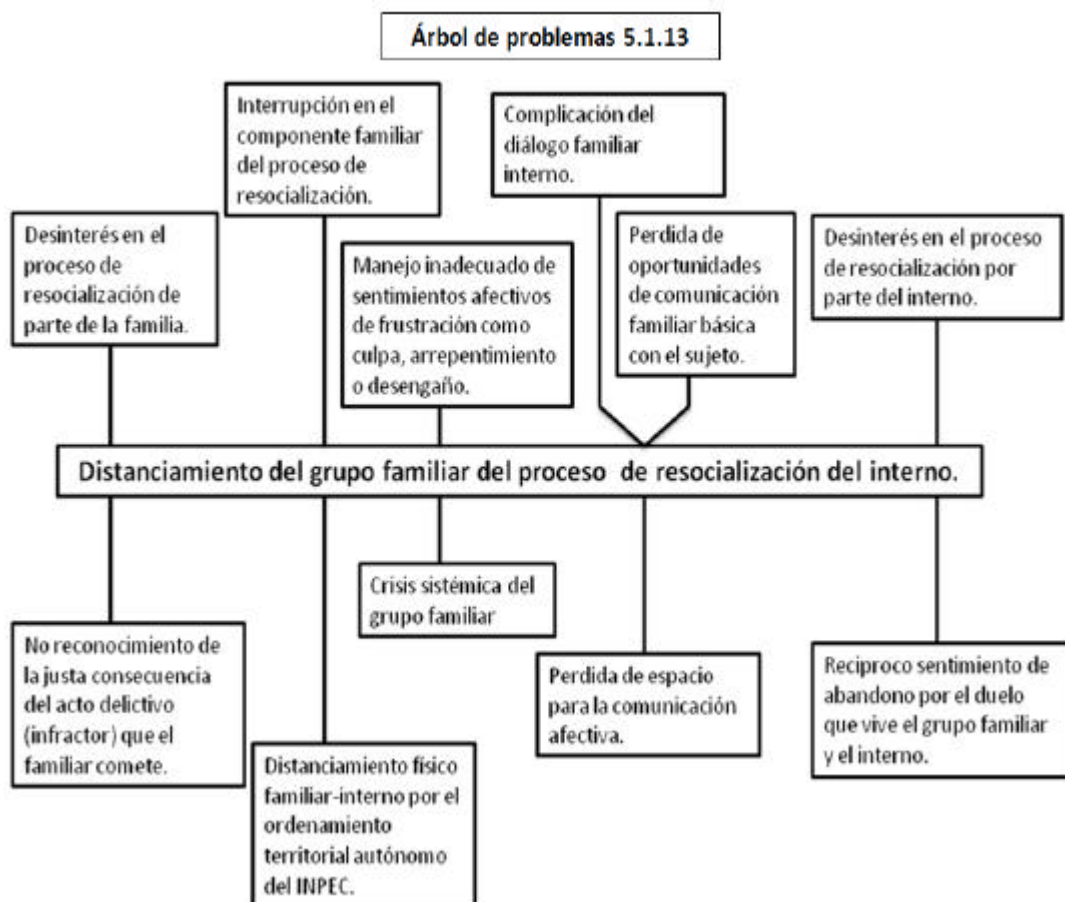 Árbol de problemas 5.1.13
Interrupción en el
componente familiar
del proceso de
resocialización.
Complicación del
diálogo familiar
interno.
Desinterés en el
proceso de
resocialización de
parte de la familia.
Manejo inadecuado de
sentimientos afectivos
de frustración como
culpa, arrepentimiento
o desengaño.
Perdida de
oportunidades
de comunicación
familiar básica
con el sujeto.
Desinterés en el proceso
de resocialización por
parte del interno.
Distanciamiento del grupo familiar del proceso de resocialización del interno.
No reconocimiento de
la justa consecuencia
del acto delictivo
(infractor) que el
familiar comete.
Distanciamiento físico
familiar-interno por el
ordenamiento
territorial autónomo
del INPEC.
Crisis sistémica del
grupo familiar
Perdida de espacio
para la comunicación
afectiva.
Reciproco sentimiento de
abandono por el duelo
que vive el grupo familiar
y el interno.